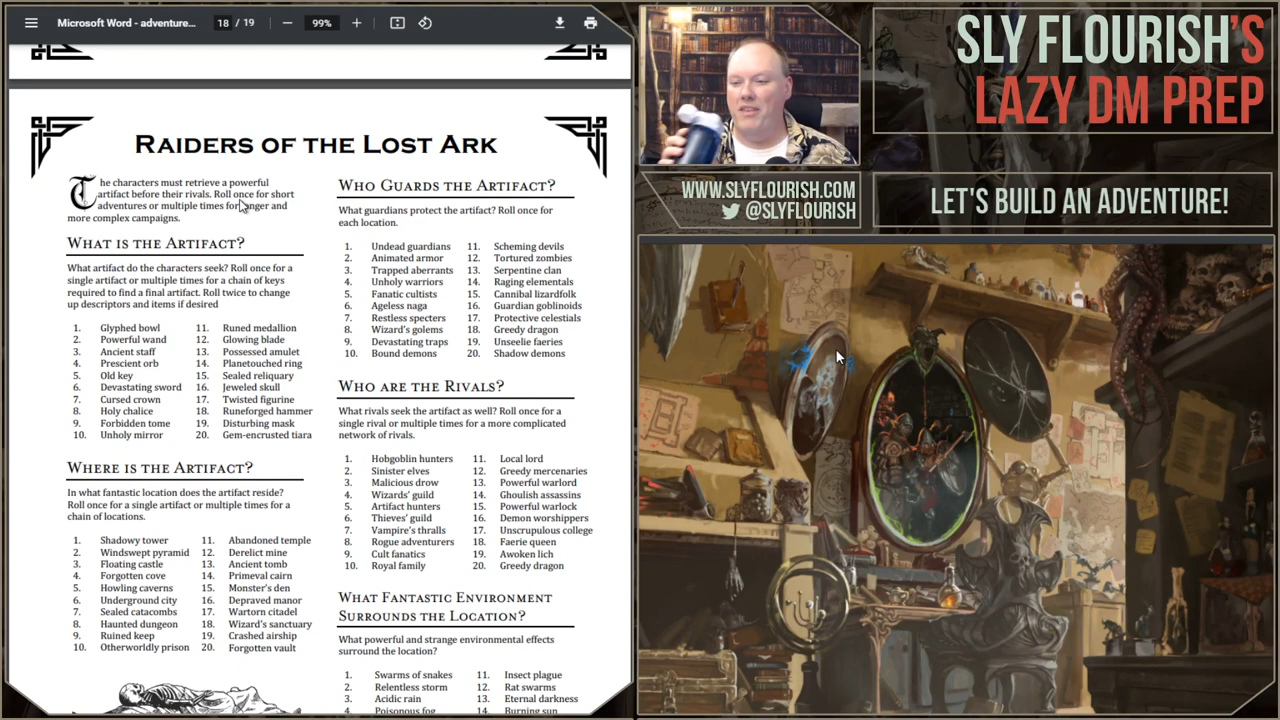 Microsoft Word - adventure...
18 / 19
99%
RAIDERS OF THE LOST ARK
The characters must retrieve a powerful
artifact before their rivals. Roll once for short
adventures or multiple times for longer and
more complex campaigns.
WHAT IS THE ARTIFACT?
What artifact do the characters seek? Roll once for a
single artifact or multiple times for a chain of keys
required to find a final artifact. Roll twice to change
up descriptors and items if desired
1. Glyphed bowl 11. Runed medallion
2. Powerful wand 12. Glowing blade
3. Ancient staff 13. Possessed amulet
4. Prescient orb 14. Planetouched ring
5. Old key 15. Sealed reliquary
6. Devastating sword 16. Jeweled skull
7. Cursed crown 17. Twisted figurine
8. Holy chalice 18. Runeforged hammer
9. Forbidden tome 19. Disturbing mask
10. Unholy mirror 20. Gem-encrusted tiara
WHERE IS THE ARTIFACT?
In what fantastic location does the artifact reside?
Roll once for a single artifact or multiple times for a
chain of locations.
1. Shadowy tower 11. Abandoned temple
2. Windswept pyramid 12. Derelict mine
3. Floating castle 13. Ancient tomb
4. Forgotten cove 14. Primeval cairn
5. Howling caverns 15. Monster's den
6. Underground city 16. Depraved manor
7. Sealed catacombs 17. Wartorn citadel
8. Haunted dungeon 18. Wizard's sanctuary
9. Ruined keep 19. Crashed airship
10. Otherworldly prison 20. Forgotten vault
WHO GUARDS THE ARTIFACT?
What guardians protect the artifact? Roll once for
each location.
1. Undead guardians 11. Scheming devils
2. Animated armor 12. Tortured zombies
3. Trapped aberrants 13. Serpentine clan
4. Unholy warriors 14. Raging elementals
5. Fanatic cultists 15. Cannibal lizardfolk
6. Ageless naga 16. Guardian goblinoids
7. Restless specters 17. Protective celestials
8. Wizard's golems 18. Greedy dragon
9. Devastating traps 19. Unseelie faeries
10. Bound demons 20. Shadow demons
WHO ARE THE RIVALS?
What rivals seek the artifact as well? Roll once for a
single rival or multiple times for a more complicated
network of rivals.
1. Hobgoblin hunters 11. Local lord
2. Sinister elves 12. Greedy mercenaries
3. Malicious drow 13. Powerful warlord
4. Wizards' guild 14. Ghoulish assassins
5. Artifact hunters 15. Powerful warlock
6. Thieves' guild 16. Demon worshippers
7. Vampire's thralls 17. Unscrupulous college
8. Rogue adventurers 18. Faerie queen
9. Cult fanatics 19. Awoken lich
10. Royal family 20. Greedy dragon
WHAT FANTASTIC ENVIRONMENT
SURROUNDS THE LOCATION?
What powerful and strange environmental effects
surround the location?
1. Swarms of snakes 11. Insect plague
2. Relentless storm 12. Rat swarms
3. Acidic rain 13. Eternal darkness
4. Poisonous fog 14. Burning sun
SLY FLOURISH'S
LAZY DM PREP
WWW.SLYFLOURISH.COM
@SLYFLOURISH
LET'S BUILD AN ADVENTURE!